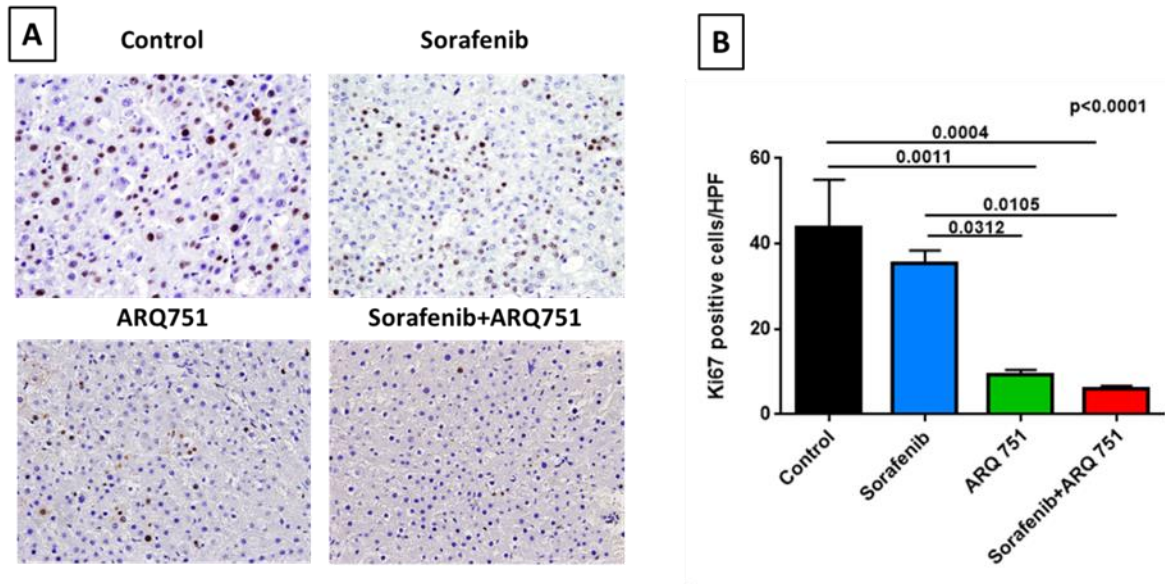 A
Control
Sorafenib
ARQ751
Sorafenib+ARQ751
B
p<0.0001
0.0004
0.0011
0.0105
0.0312
Ki67 positive cells/HPF
60
40
20
0
Control
Sorafenib
ARQ 751
Sorafenib+ARQ 751